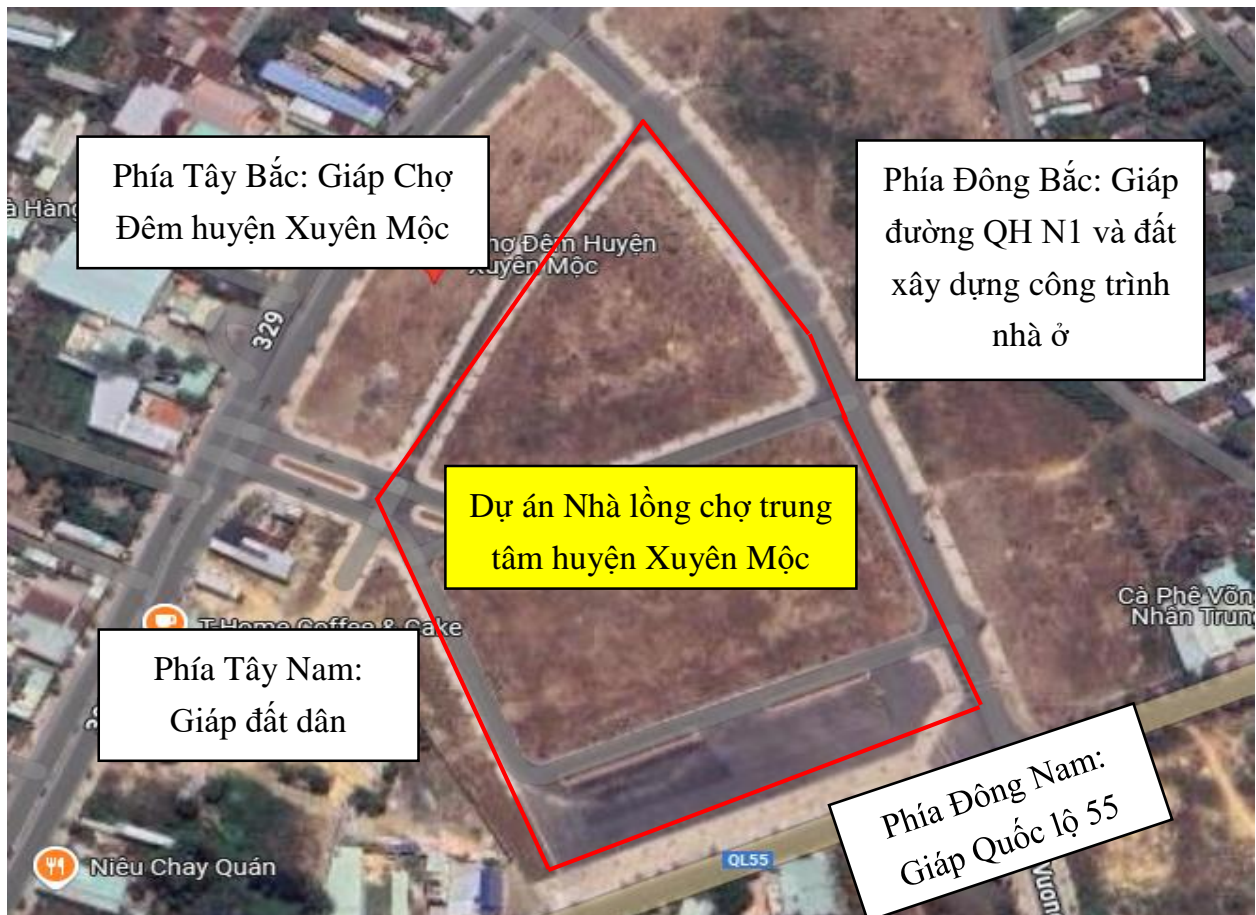 Phía Tây Bắc: Giáp Chợ
Đêm huyện Xuyên Mộc
Phía Đông Bắc: Giáp
đường QH N1 và đất
xây dựng công trình
nhà ở
Hàng
Đêm Huyện
Xuyên Mộc
329
Dự án Nhà lồng chợ trung
tâm huyện Xuyên Mộc
T-Home Coffee & Cake
Cà Phê Võng
Nhân Trung
Phía Tây Nam:
Giáp đất dân
Phía Đông Nam:
Giáp Quốc lộ 55
QL55
Niêu Chay Quán